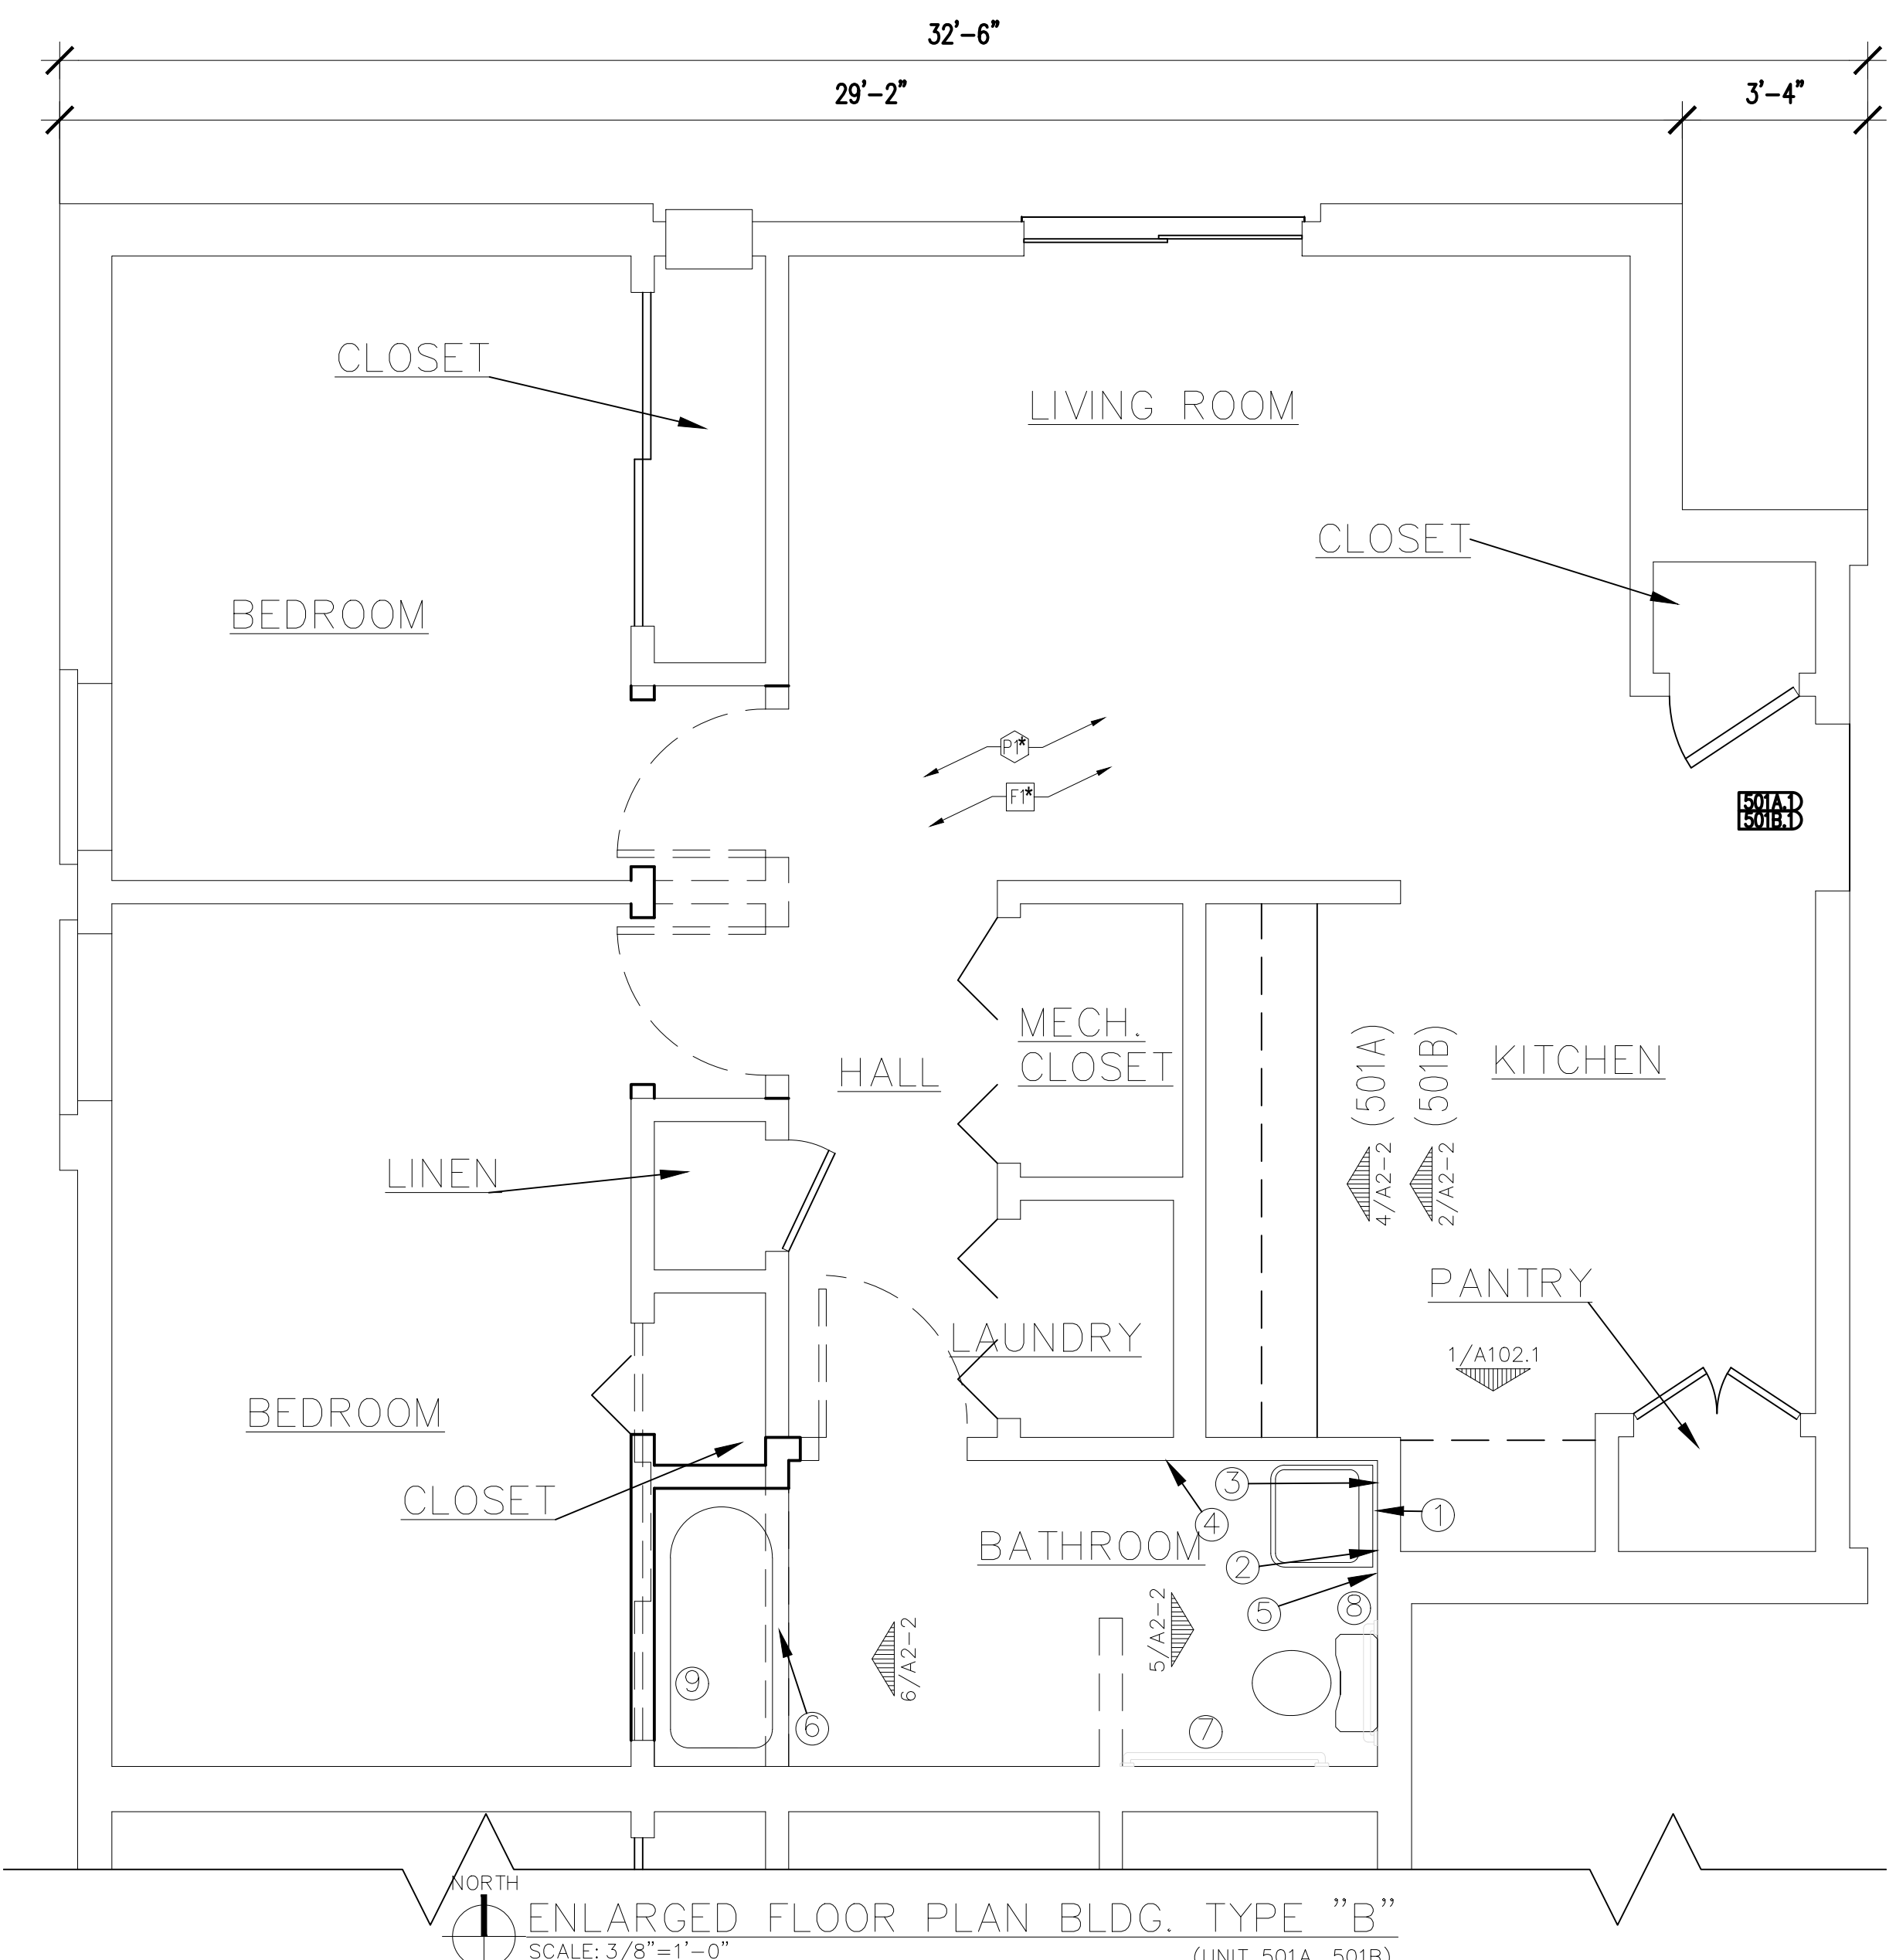 32'-6"
29'-2"
3'-4"
CLOSET
LIVING ROOM
CLOSET
BEDROOM
P1*
F1*
501A.1
501B.1
MECH.
CLOSET
HALL
KITCHEN
4/A2-2 (501A)
2/A2-2 (501B)
LINEN
PANTRY
LAUNDRY
1/A102.1
BEDROOM
CLOSET
3
1
4
BATHROOM
2
5
8
6/A2-2
5/A2-2
9
6
7
NORTH
ENLARGED FLOOR PLAN BLDG. TYPE "B"
SCALE: 3/8"=1'-0"
(UNIT 501A, 501B)